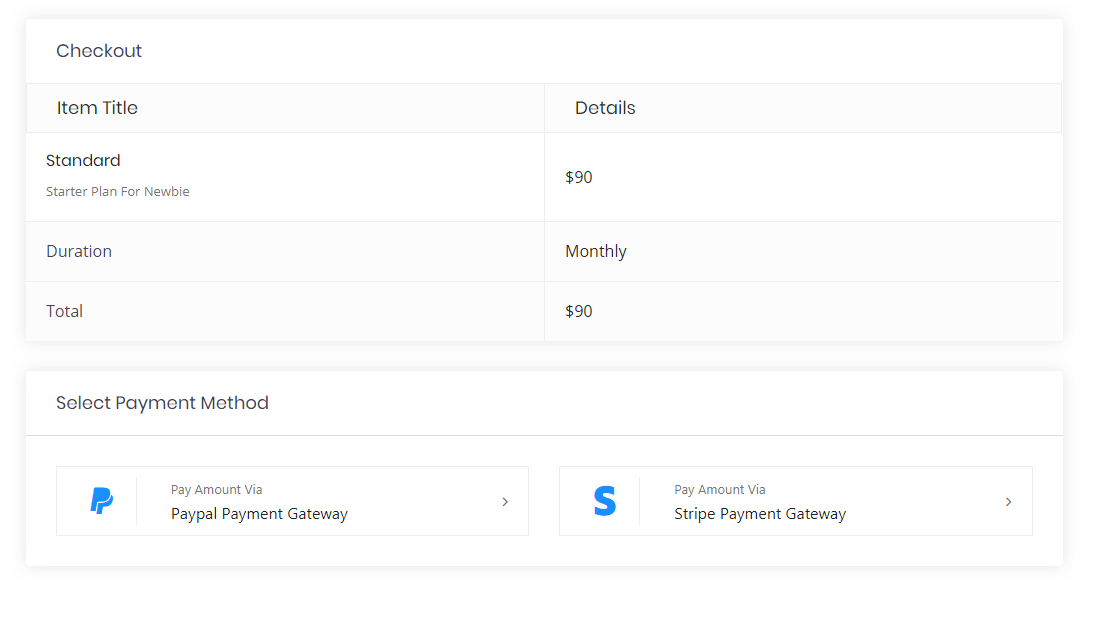 Checkout
Item Title
Details
Standard
Starter Plan For Newbie
$90
Duration
Monthly
Total
$90
Select Payment Method
Pay Amount Via
Paypal Payment Gateway
Pay Amount Via
Stripe Payment Gateway